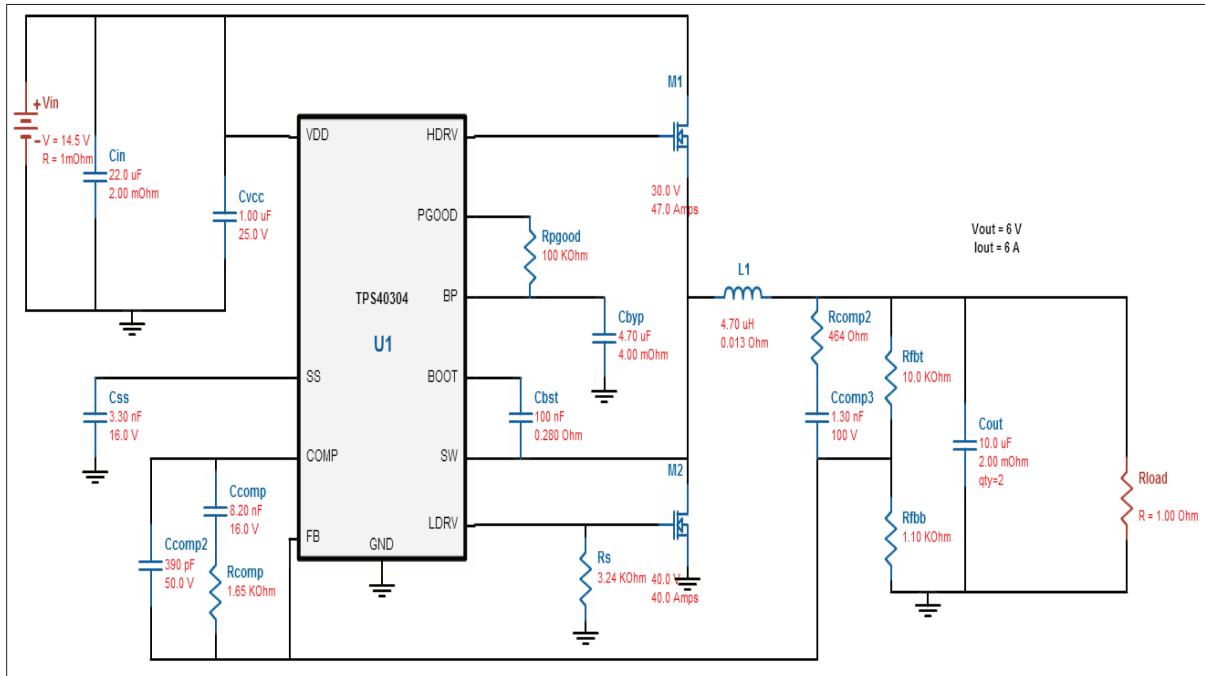 + Vin
-
V = 14.5 V
R = 1mOhm
Cin
22.0 uF
2.00 mOhm
Cvcc
1.00 uF
25.0 V
VDD
HDRV
PGOOD
BP
TPS40304
U1
SS
BOOT
COMP
SW
LDRV
FB
GND
Css
3.30 nF
16.0 V
Ccomp
8.20 nF
16.0 V
Ccomp2
390 pF
50.0 V
Rcomp
1.65 KOhm
Rpgood
100 KOhm
Cbyp
4.70 uF
4.00 mOhm
Cbst
100 nF
0.280 Ohm
Rs
3.24 KOhm
M1
30.0 V
47.0 Amps
M2
40.0 V
40.0 Amps
L1
4.70 uH
0.013 Ohm
Vout = 6 V
Iout = 6 A
Rcomp2
464 Ohm
Ccomp3
1.30 nF
100 V
Rfbt
10.0 KOhm
Rfbb
1.10 KOhm
Cout
10.0 uF
2.00 mOhm
qty=2
Rload
R = 1.00 Ohm